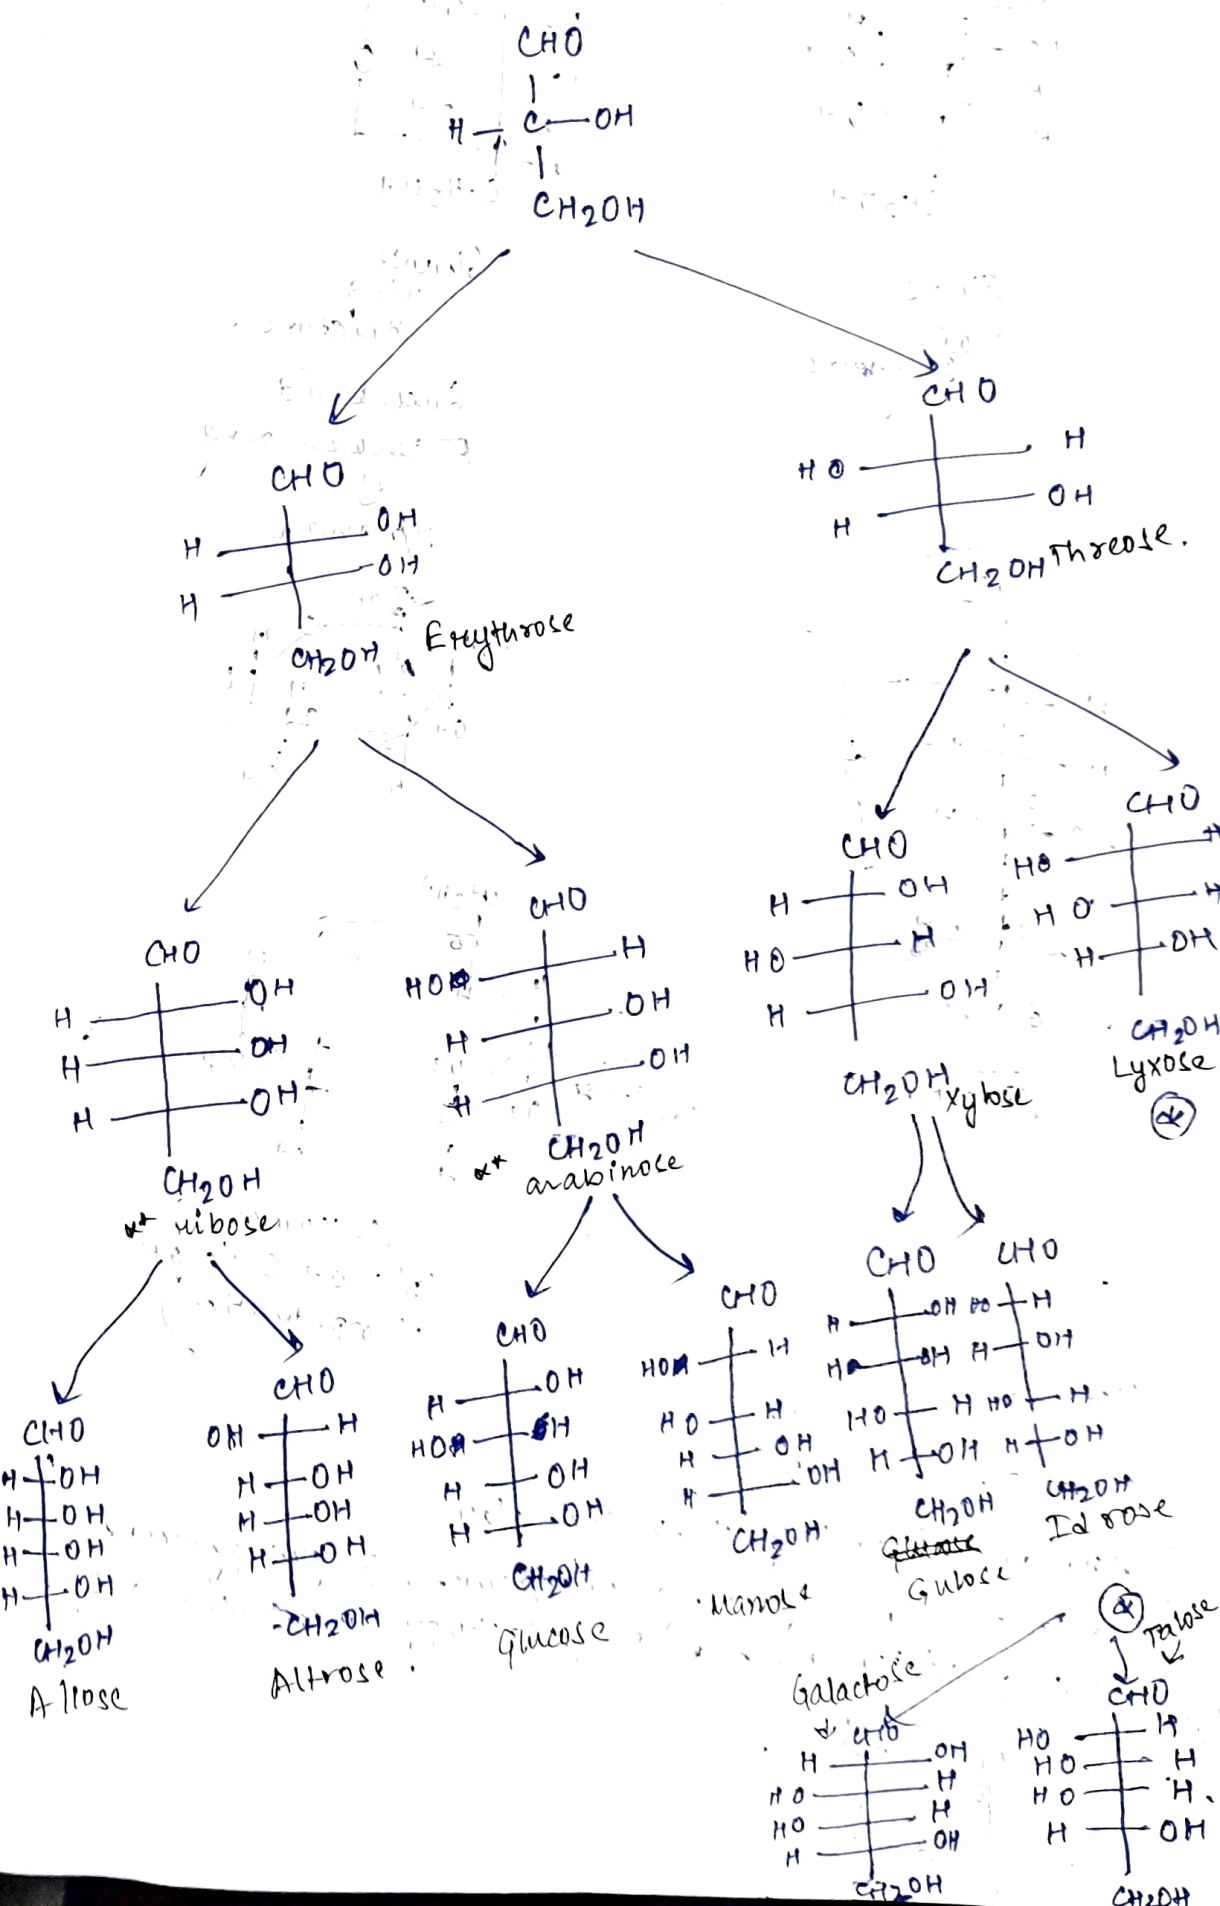 CHO
H C OH
CH2OH
CHO
H OH
H OH
CH2OH
Erythrose
CHO
HO H
H OH
CH2OH
Threose.
CHO
H OH
H OH
H OH
CH2OH
ribose
CHO
HO H
H OH
H OH
CH2OH
arabinose
CHO
H OH
HO H
H OH
CH2OH
Xylose
CHO
HO H
HO H
H OH
CH2OH
Lyxose
CHO
H OH
H OH
H OH
H OH
CH2OH
Allose
CHO
OH H
H OH
H OH
H OH
CH2OH
Altrose.
CHO
H OH
HO H
H OH
H OH
CH2OH
Glucose
CHO
HO H
HO H
H OH
H OH
CH2OH
Manose
CHO
H OH
H OH
HO H
H OH
CH2OH
Gulose
CHO
HO H
H OH
HO H
H OH
CH2OH
Idrose
Galactose
CHO
H OH
HO H
HO H
H OH
CH2OH
Talose
CHO
HO H
HO H
HO H
H OH
CH2OH